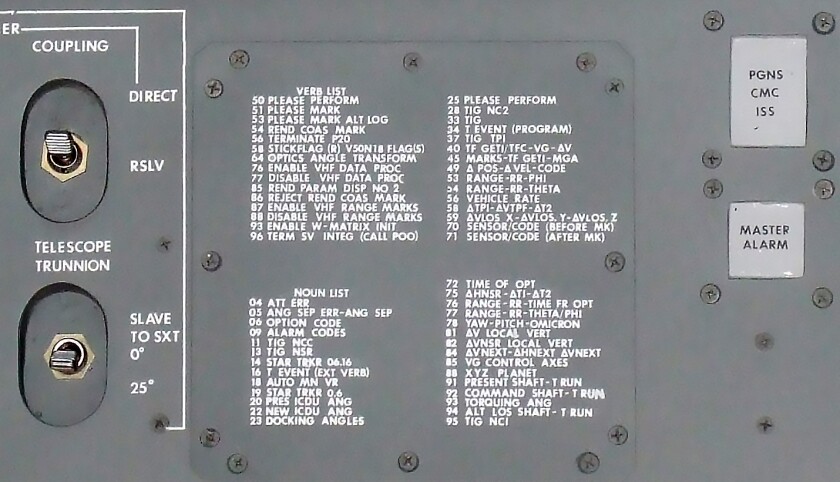 ER
COUPLING
DIRECT
RSLV
TELESCOPE
TRUNNION
SLAVE
TO SXT
0°
25°
VERB LIST
50 PLEASE PERFORM
51 PLEASE MARK
53 PLEASE MARK ALT LOG
54 REND COAS MARK
56 TERMINATE P20
58 STICKFLAG (R) V50N18 FLAG(S)
64 OPTICS ANGLE TRANSFORM
76 ENABLE VHF DATA PROC
77 DISABLE VHF DATA PROC
85 REND PARAM DISP NO 2
86 REJECT REND COAS MARK
87 ENABLE VHF RANGE MARKS
88 DISABLE VHF RANGE MARKS
93 ENABLE W-MATRIX INIT
96 TERM SV INTEG (CALL POO)
NOUN LIST
04 ATT ERR
05 ANG SEP ERR-ANG SEP
06 OPTION CODE
09 ALARM CODES
11 TIG NCC
13 TIG NSR
14 STAR TRKR 06.16
16 T EVENT (EXT VERB)
18 AUTO MN VR
19 STAR TRKR 0.6
20 PRES ICDU ANG
22 NEW ICDU ANG
23 DOCKING ANGLES
25 PLEASE PERFORM
28 TIG NC2
33 TIG
34 T EVENT (PROGRAM)
37 TIG TPI
40 TF GETI/TFC-VG-ΔV
45 MARKS-TF GETI-MGA
49 Δ POS-Δ VEL-CODE
53 RANGE-RR-PHI
54 RANGE-RR-THETA
56 VEHICLE RATE
58 ΔTPI-ΔVTPF-ΔT2
59 ΔVLOS X-ΔVLOS, Y-ΔVLOS, Z
70 SENSOR/CODE (BEFORE MK)
71 SENSOR/CODE (AFTER MK)
72 TIME OF OPT
75 ΔHNSR-ΔT1-ΔT2
76 RANGE-RR-TIME FR OPT
77 RANGE-RR-THETA/PHI
78 YAW-PITCH-OMICRON
81 ΔV LOCAL VERT
82 ΔVNSR LOCAL VERT
84 ΔVNEXT-ΔHNEXT ΔVNEXT
85 VG CONTROL AXES
88 XYZ PLANET
91 PRESENT SHAFT-T RUN
92 COMMAND SHAFT-T RUN
93 TORQUING ANG
94 ALT LOS SHAFT-T RUN
95 TIG NCI
PGNS
CMC
ISS
MASTER
ALARM